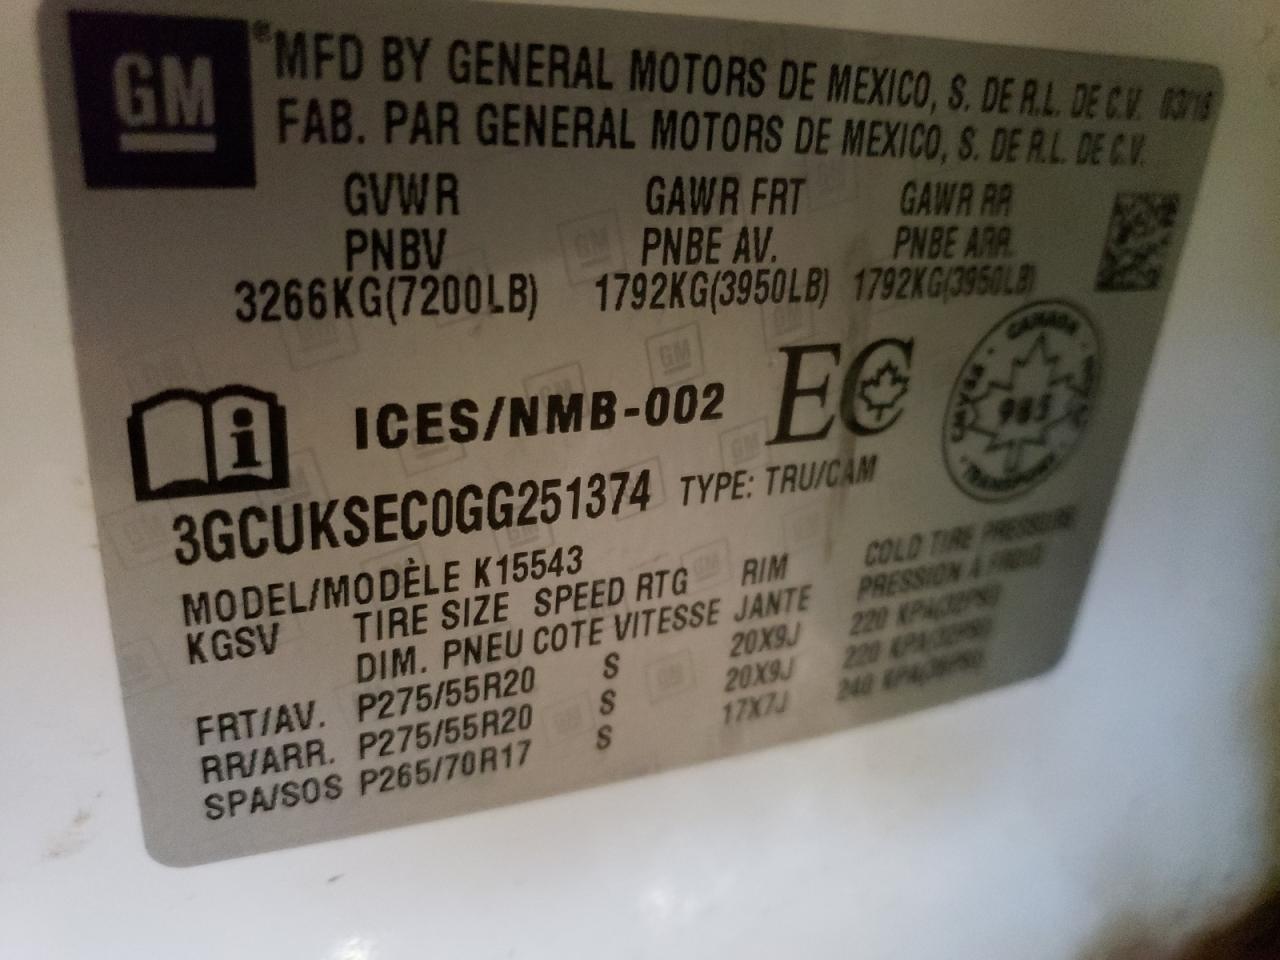 GM
® MFD BY GENERAL MOTORS DE MEXICO, S. DE R.L. DE C.V. 03/16
FAB. PAR GENERAL MOTORS DE MEXICO, S. DE R.L. DE C.V.
GVWR GAWR FRT GAWR RR
PNBV PNBE AV. PNBE ARR.
3266KG(7200LB) 1792KG(3950LB) 1792KG(3950LB)
i ICES/NMB-002 EC
CANADA
TRANSPORT
3GCUKSEC0GG251374 TYPE: TRU/CAM
MODEL/MODÈLE K15543
KGSV TIRE SIZE SPEED RTG RIM COLD TIRE PRESSURE
DIM. PNEU COTE VITESSE JANTE PRESSION A FROID
FRT/AV. P275/55R20 S 20X9J 220 KPA(32PSI)
RR/ARR. P275/55R20 S 20X9J 220 KPA(32PSI)
SPA/SOS P265/70R17 S 17X7J 240 KPA